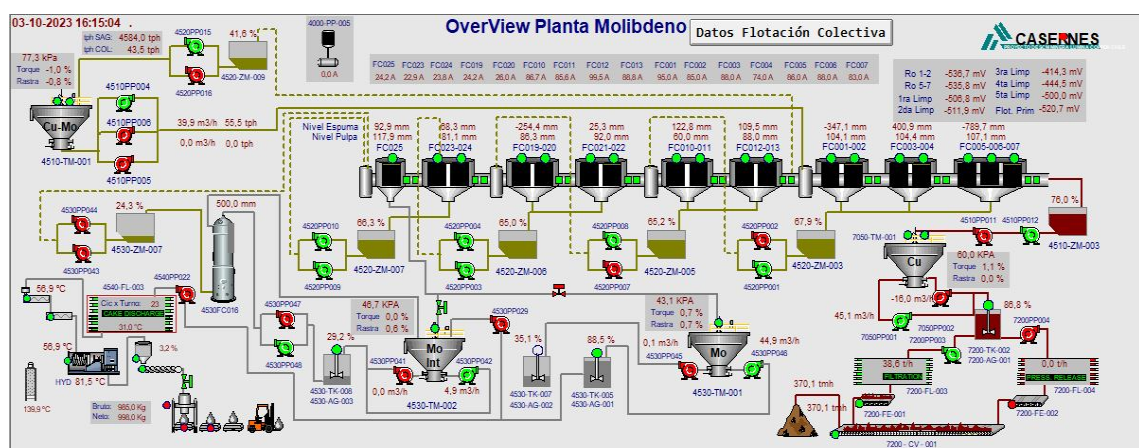 03-10-2023 16:15:04
OverView Planta Molibdeno
Datos Flotación Colectiva
CASERNES
tph SAG: 4584,0 tph
tph COL: 43,5 tph
4520PP015
41,6 %
4520-ZM-009
4520PP016
4000-PP-005
0,0 A
77,3 kPa
Torque -1,0 %
Rastra -0,8 %
Cu-Mo
4510-TM-001
4510PP004
4510PP006
4510PP005
39,9 m3/h 55,5 tph
0,0 m3/h 0,0 tph
FC025 FC023 FC024 FC019 FC020 FC010 FC011 FC012 FC013 FC001 FC002 FC003 FC004 FC005 FC006 FC007
24,2 A 22,9 A 23,8 A 24,2 A 26,0 A 86,7 A 85,6 A 99,5 A 88,8 A 95,0 A 85,0 A 88,0 A 74,0 A 86,0 A 88,0 A 83,0 A
Ro 1-2 -536,7 mV 3ra Limp -414,3 mV
Ro 5-7 -535,8 mV 4ta Limp -444,5 mV
1ra Limp -506,8 mV 5ta Limp -500,0 mV
2da Limp -511,9 mV Flot. Prim -520,7 mV
Nivel Espuma 92,9 mm 68,3 mm -254,4 mm 25,3 mm 122,8 mm 109,5 mm -347,1 mm 400,9 mm -789,7 mm
Nivel Pulpa 117,9 mm 81,1 mm 86,3 mm 92,0 mm 60,0 mm 88,0 mm 104,1 mm 104,4 mm 107,1 mm
FC025 FC023-024 FC019-020 FC021-022 FC010-011 FC012-013 FC001-002 FC003-004 FC005-006-007
4530PP044
24,3 %
4530-ZM-007
4530PP043
500,0 mm
4530FC016
4520PP010
66,3 %
4520-ZM-007
4520PP009
4520PP004
65,0 %
4520-ZM-006
4520PP003
4520PP008
65,2 %
4520-ZM-005
4520PP007
4520PP002
67,9 %
4520-ZM-003
4520PP001
76,0 %
4510PP011 4510PP012
4510-ZM-003
7050-TM-001
Cu
60,0 KPA
Torque 1,1 %
Rastra 0,0 %
-16,0 m3/h
45,1 m3/h
7050PP001
7050PP002
86,8 %
7200PP004
7200PP003
7200-TK-002
7200-AG-001
38,6 t/h
FILTRATION
7200-FL-003
0,0 t/h
PRESS RELEASE
7200-FL-004
7200-FE-001
7200-FE-002
370,1 tmh
370,1 tmh
7200 - CV - 001
56,9 ºC
4540-FL-003
4540PP022
Cic x Turno: 23
CAKE DISCHARGE
31,0 °C
56,9 ºC
HYD 81,5 °C
3,2 %
139,9 ºC
Bruto: 985,0 Kg
Neto: 998,0 Kg
4530PP047
4530PP048
29,2 %
4530-TK-008
4530-AG-003
46,7 KPA
Torque 0,0 %
Rastra 0,6 %
4530PP041
0,0 m3/h
Mo
Int
4530PP042
4,9 m3/h
4530-TM-002
4530PP029
35,1 %
4530-TK-007
4530-AG-002
88,5 %
4530-TK-005
4530-AG-001
43,1 KPA
Torque 0,7 %
Rastra 0,7 %
0,1 m3/h
4530PP045
Mo
44,9 m3/h
4530PP046
4530-TM-001